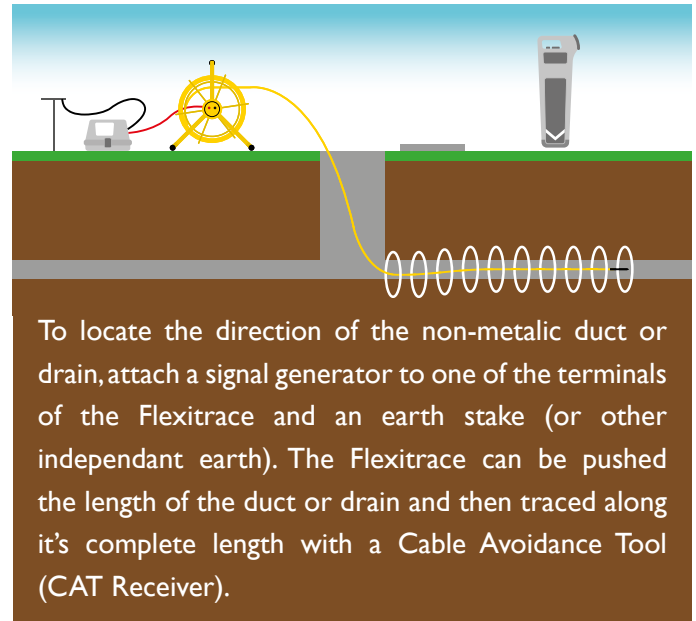 To locate the direction of the non-metalic duct or
drain, attach a signal generator to one of the terminals
of the Flexitrace and an earth stake (or other
independant earth). The Flexitrace can be pushed
the length of the duct or drain and then traced along
it’s complete length with a Cable Avoidance Tool
(CAT Receiver).